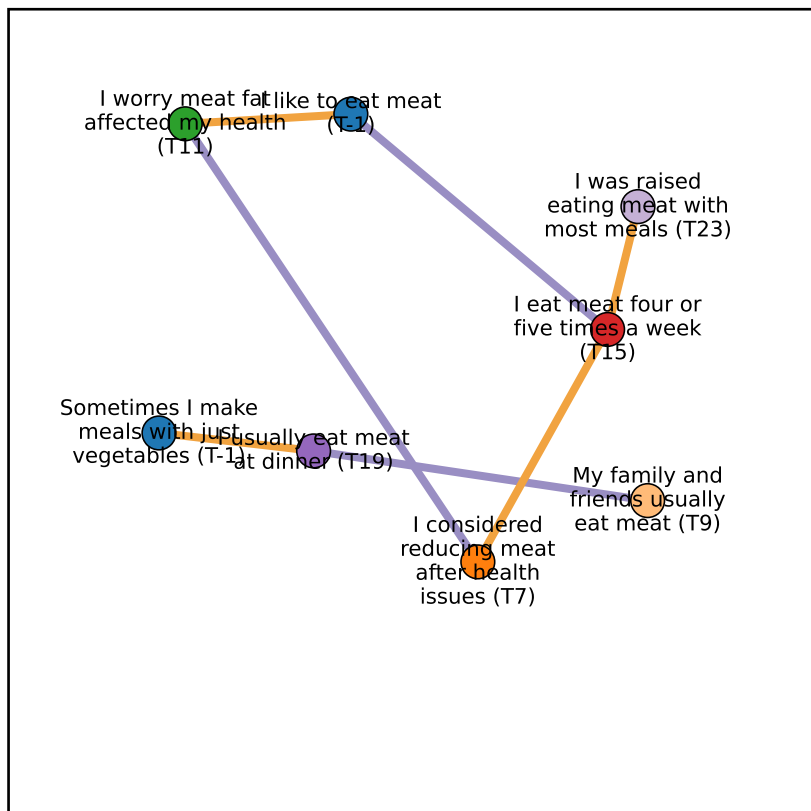 I worry meat fat
affected my health
(T11)
I like to eat meat
(T-1)
I was raised
eating meat with
most meals (T23)
I eat meat four or
five times a week
(T15)
Sometimes I make
meals with just
vegetables (T-1)
I usually eat meat
at dinner (T19)
My family and
friends usually
eat meat (T9)
I considered
reducing meat
after health
issues (T7)